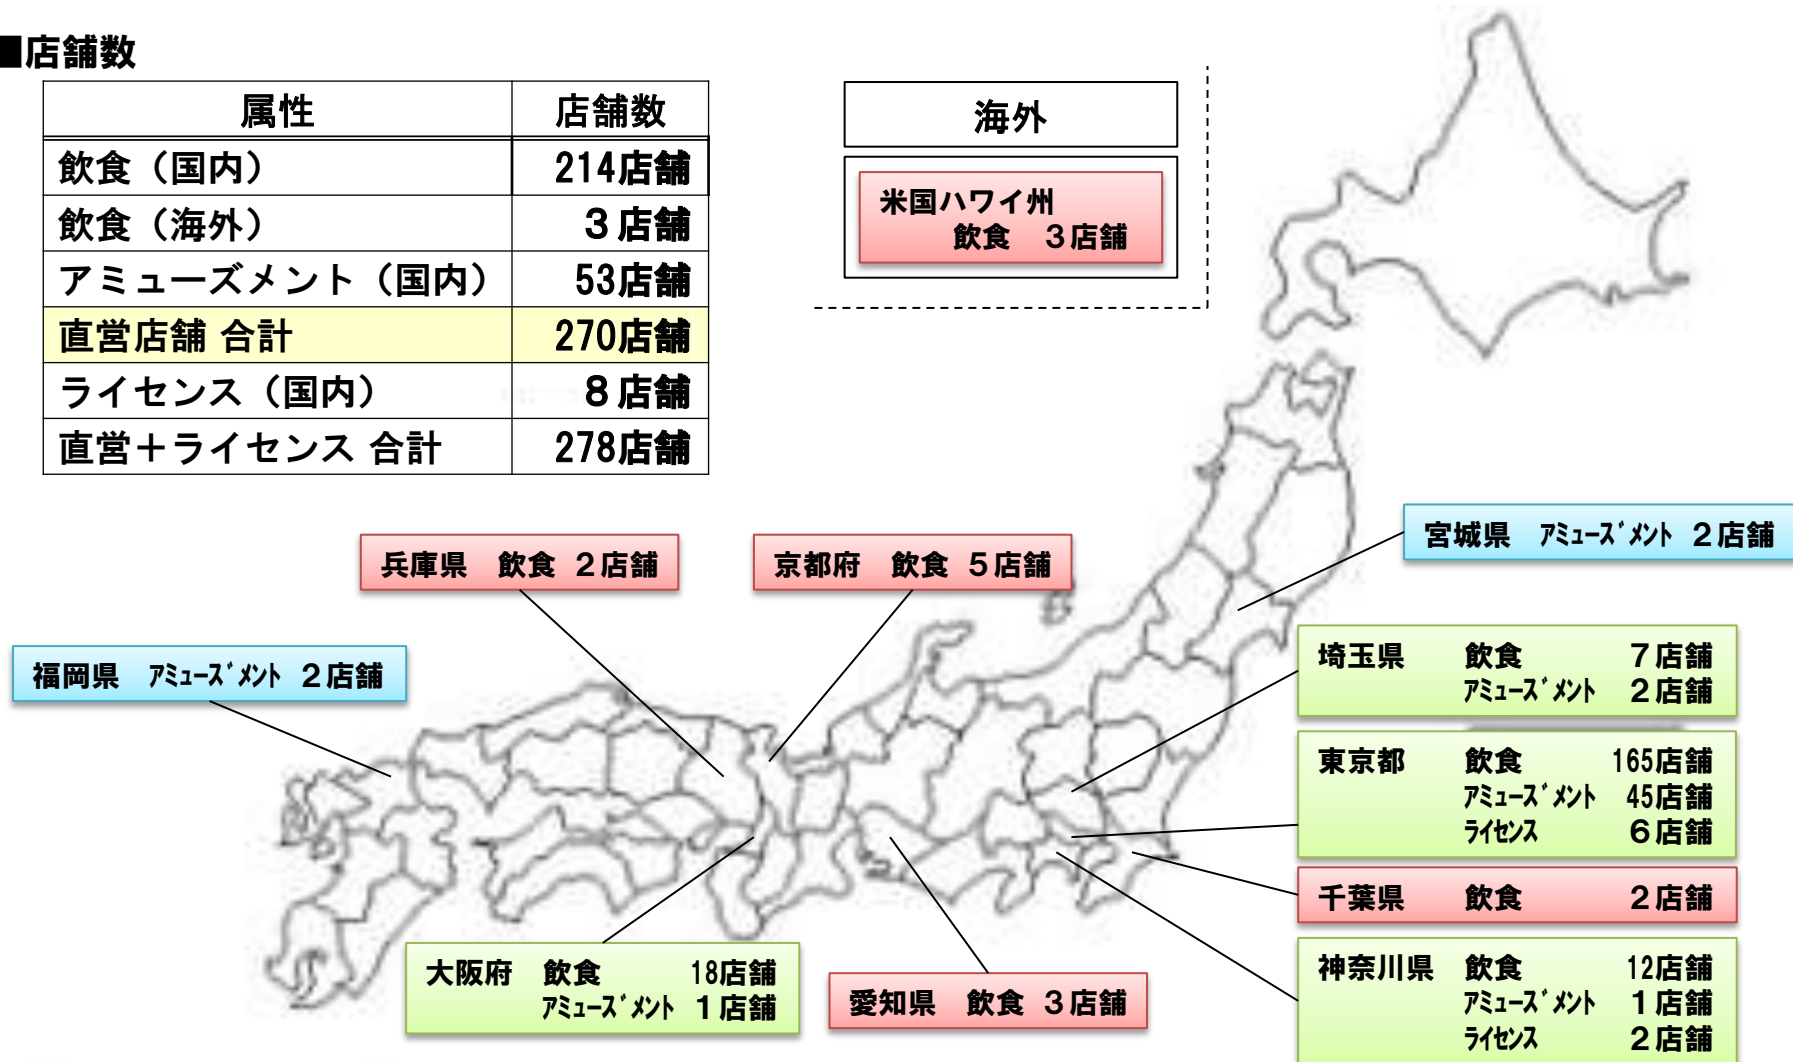 ■店舗数
属性 店舗数
飲食（国内） 214店舗
飲食（海外） 3店舗
アミューズメント（国内） 53店舗
直営店舗 合計 270店舗
ライセンス（国内） 8店舗
直営＋ライセンス 合計 278店舗
海外
米国ハワイ州
飲食 3店舗
宮城県 ｱﾐｭｰｽﾞﾒﾝﾄ 2店舗
兵庫県 飲食 2店舗
京都府 飲食 5店舗
福岡県 ｱﾐｭｰｽﾞﾒﾝﾄ 2店舗
埼玉県 飲食 7店舗
ｱﾐｭｰｽﾞﾒﾝﾄ 2店舗
東京都 飲食 165店舗
ｱﾐｭｰｽﾞﾒﾝﾄ 45店舗
ﾗｲｾﾝｽ 6店舗
千葉県 飲食 2店舗
神奈川県 飲食 12店舗
ｱﾐｭｰｽﾞﾒﾝﾄ 1店舗
ﾗｲｾﾝｽ 2店舗
大阪府 飲食 18店舗
ｱﾐｭｰｽﾞﾒﾝﾄ 1店舗
愛知県 飲食 3店舗